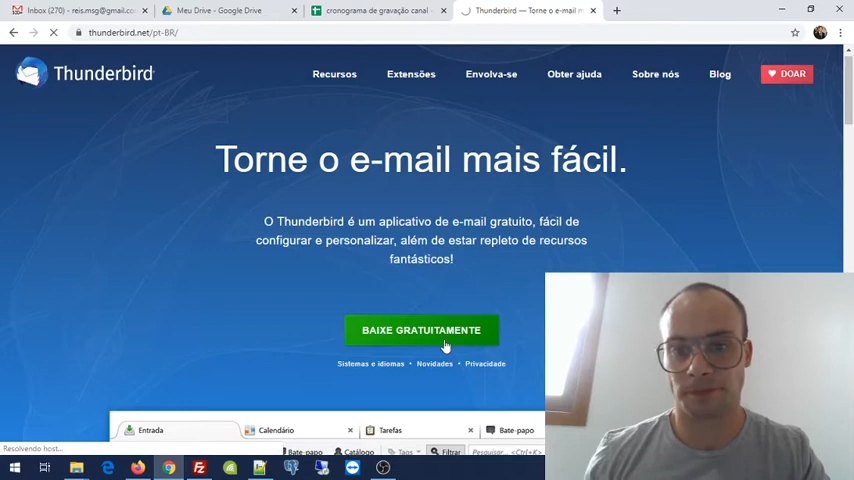 Inbox (270) - reis.msg@gmail.co
Meu Drive - Google Drive
cronograma de gravação canal
Thunderbird — Torne o e-mail m
thunderbird.net/pt-BR/
Thunderbird
Recursos
Extensões
Envolva-se
Obter ajuda
Sobre nós
Blog
DOAR
Torne o e-mail mais fácil.
O Thunderbird é um aplicativo de e-mail gratuito, fácil de
configurar e personalizar, além de estar repleto de recursos
fantásticos!
BAIXE GRATUITAMENTE
Sistemas e idiomas • Novidades • Privacidade
Entrada
Calendário
Tarefas
Bate-papo
Bate-papo
Catálogo
Tags
Filtrar
Pesquisar... <Ctrl+K>
Resolvendo host...